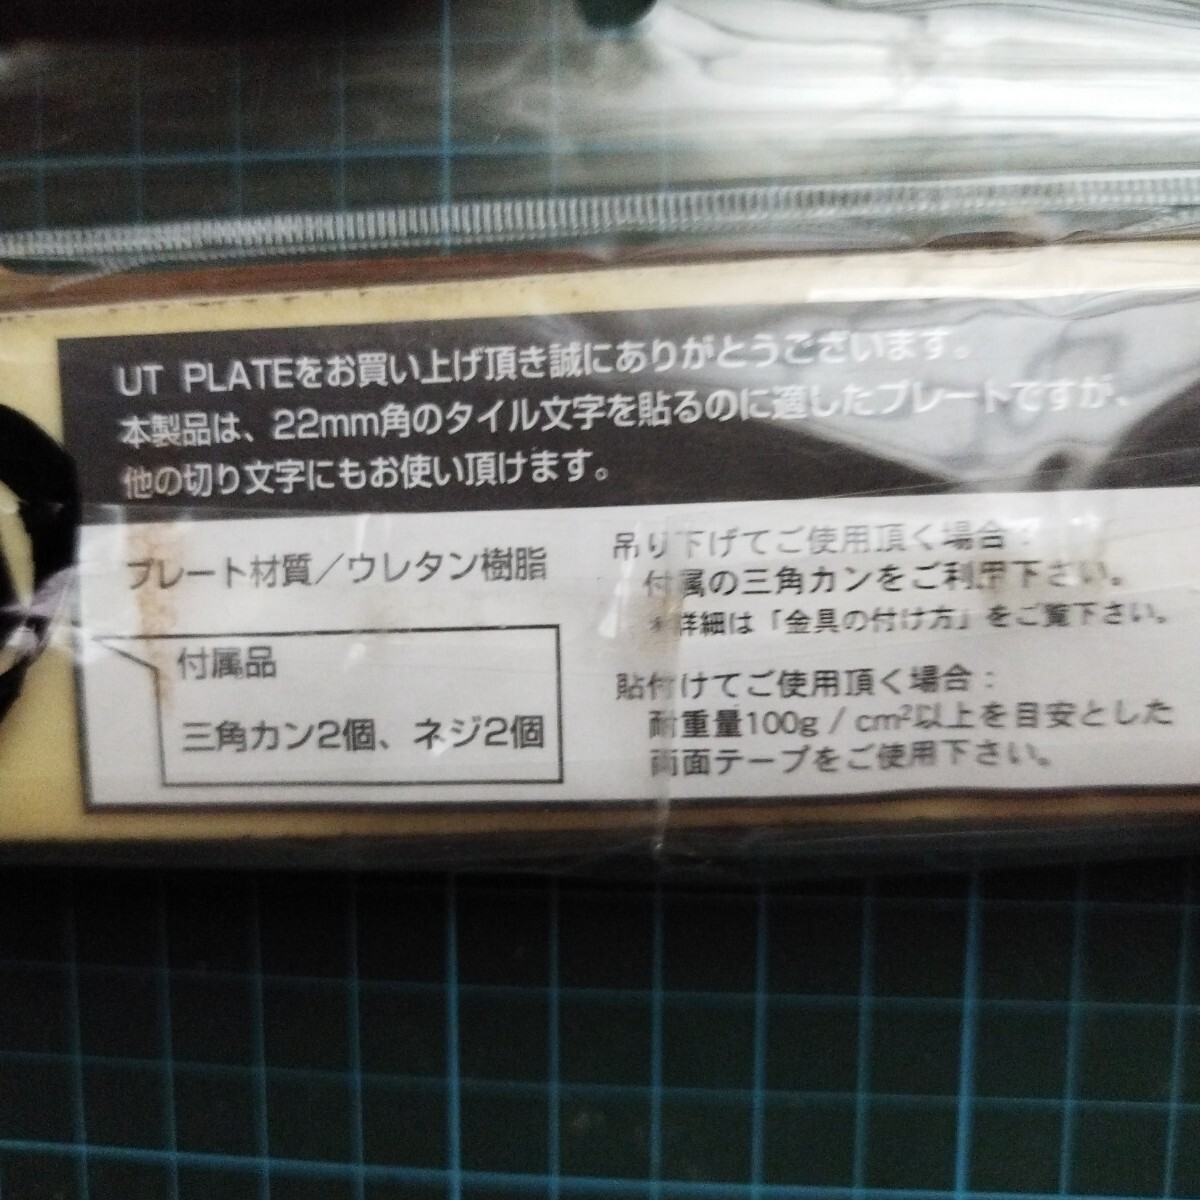 UT PLATEをお買い上げ頂き誠にありがとうございます。
本製品は、22mm角のタイル文字を貼るのに適したプレートですが、
他の切り文字にもお使い頂けます。
プレート材質／ウレタン樹脂
付属品
三角カン2個、ネジ2個
吊り下げてご使用頂く場合：
付属の三角カンをご利用下さい。
＊詳細は「金具の付け方」をご覧下さい。
貼付けてご使用頂く場合：
耐重量100g / cm²以上を目安とした
両面テープをご使用下さい。